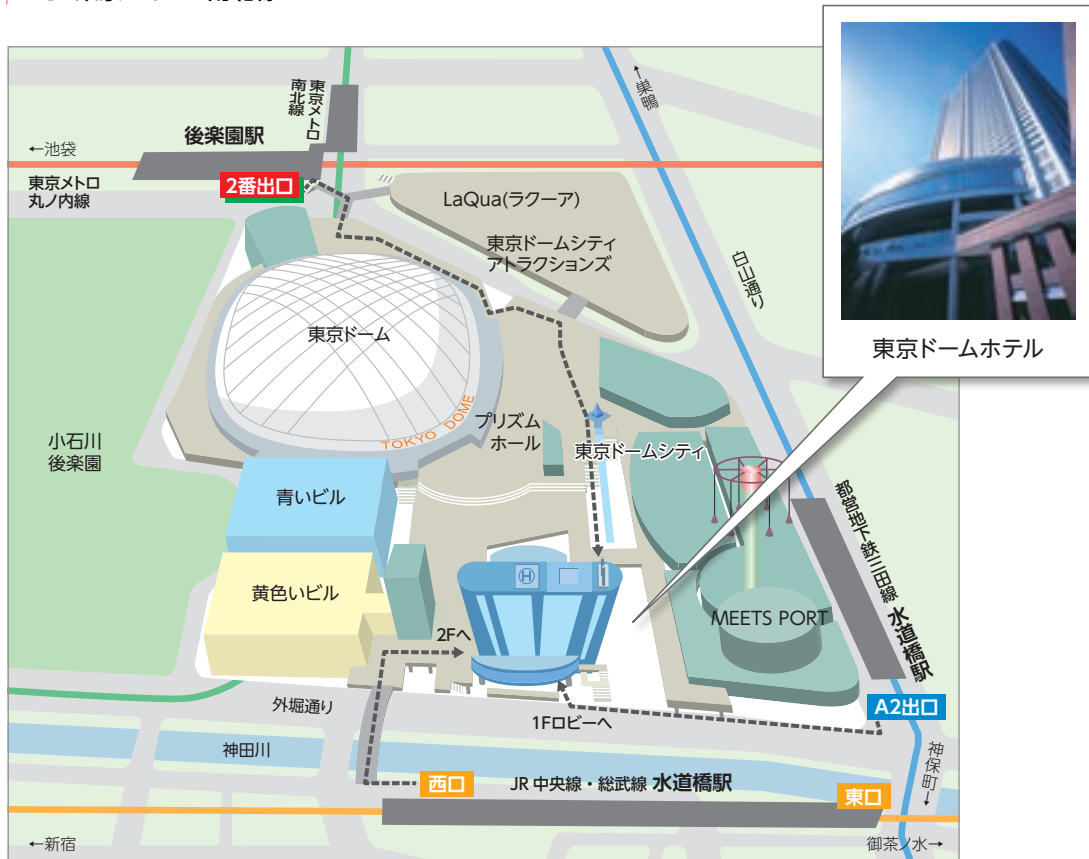 東京メトロ
南北線
←巣鴨
後楽園駅
←池袋
東京メトロ
丸ノ内線
2番出口
LaQua(ラクーア)
東京ドームシティ
アトラクションズ
白山通り
東京ドームホテル
東京ドーム
TOKYO DOME
プリズム
ホール
東京ドームシティ
小石川
後楽園
青いビル
都営地下鉄三田線 水道橋駅
H
黄色いビル
MEETS PORT
2Fへ
外堀通り
1Fロビーへ
A2出口
神田川
神保町→
西口
JR 中央線・総武線 水道橋駅
東口
←新宿
御茶ノ水→